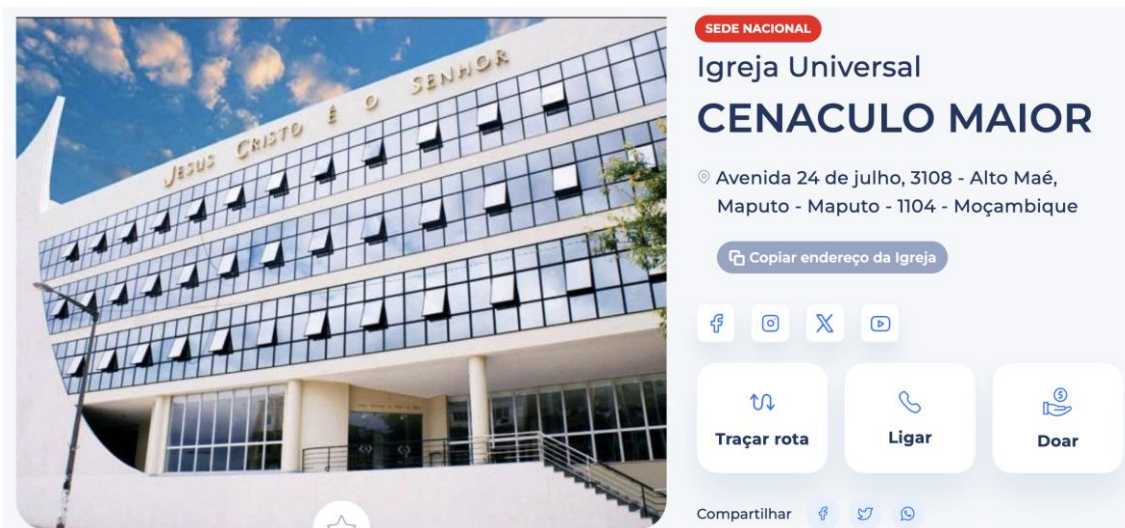 JESUS CRISTO É O SENHOR
SEDE NACIONAL
Igreja Universal
CENACULO MAIOR
Avenida 24 de julho, 3108 - Alto Maé,
Maputo - Maputo - 1104 - Moçambique
Copiar endereço da Igreja
Traçar rota
Ligar
Doar
Compartilhar